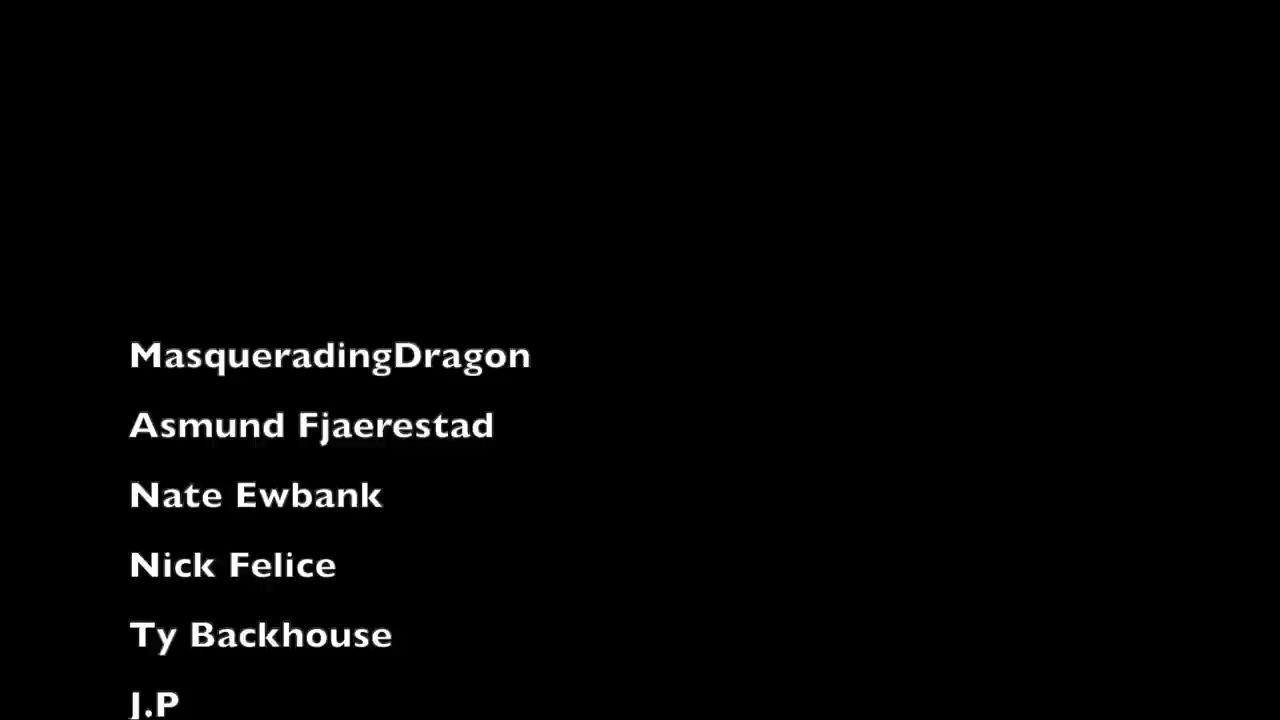 MasqueradingDragon
Asmund Fjaerestad
Nate Ewbank
Nick Felice
Ty Backhouse
J.P